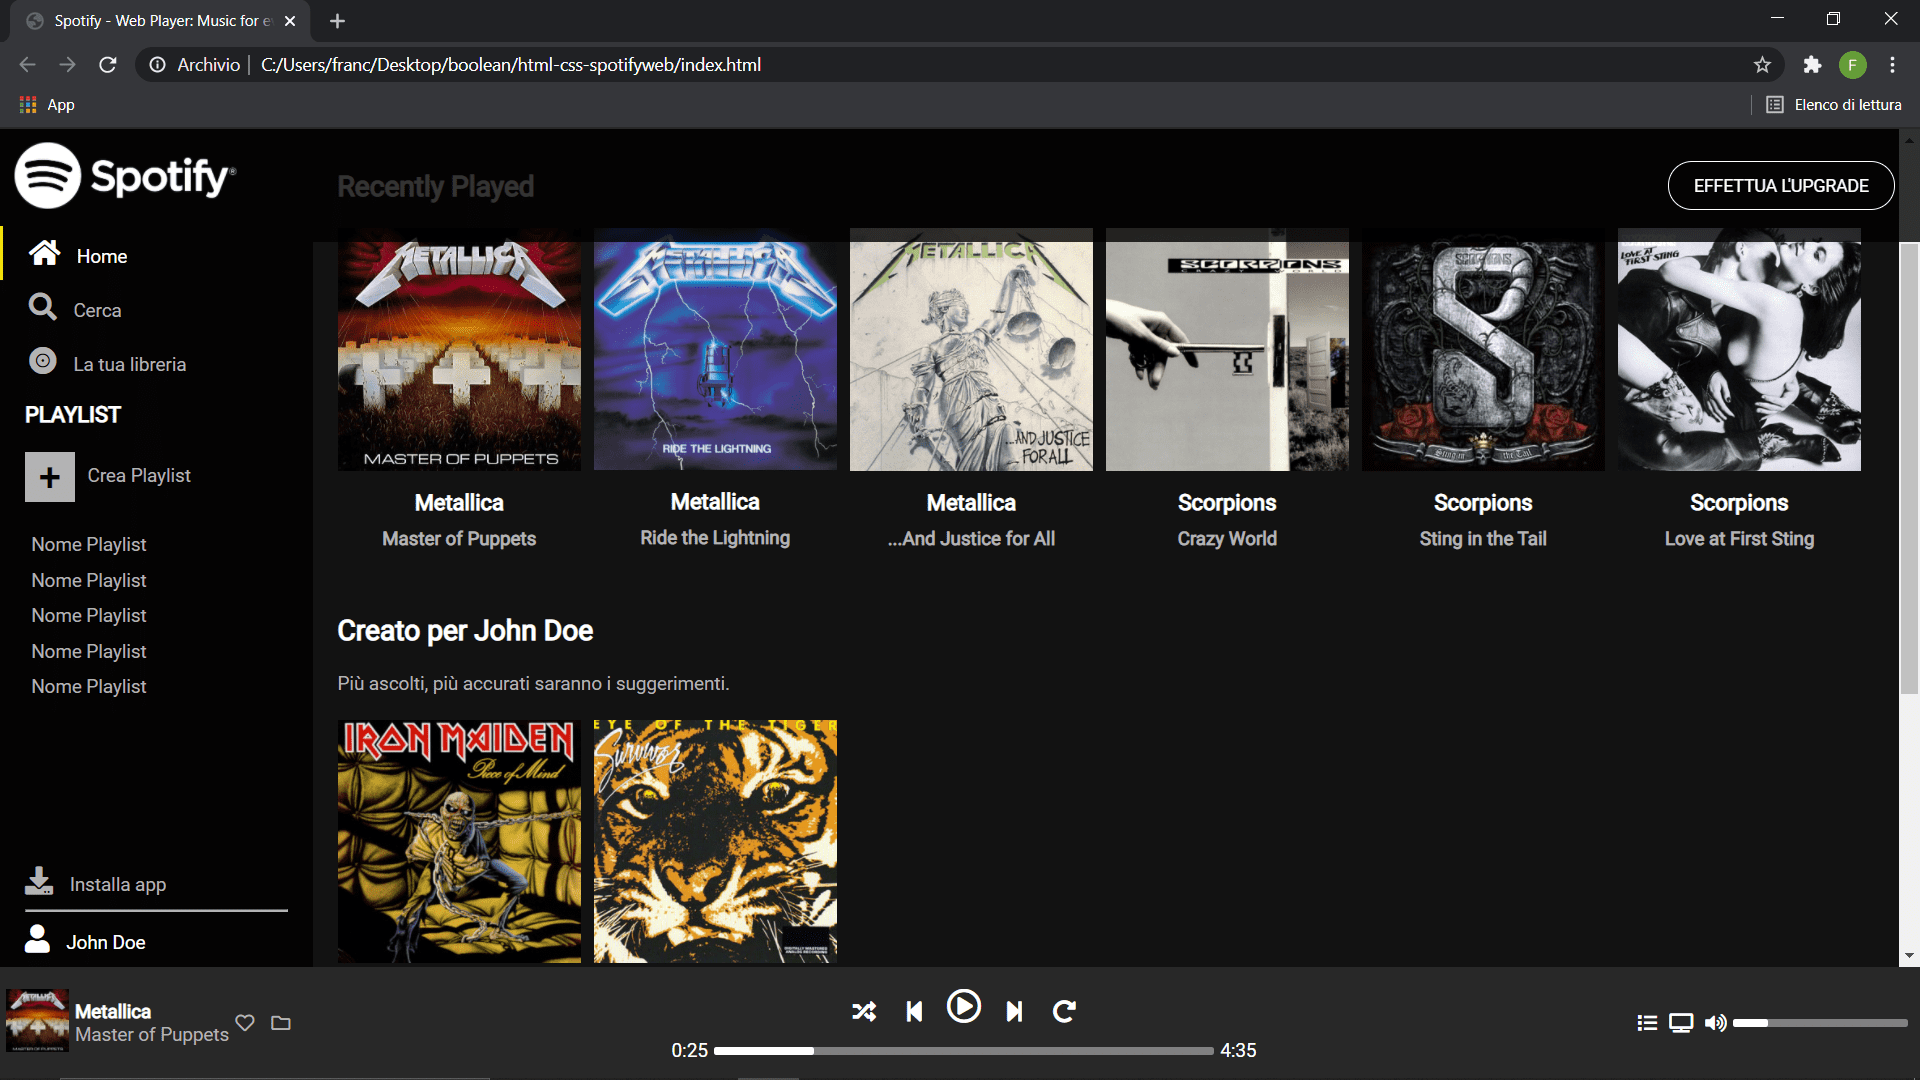 Spotify - Web Player: Music for e
Archivio
C:/Users/franc/Desktop/boolean/html-css-spotifyweb/index.html
F
App
Elenco di lettura
Spotify®
Recently Played
EFFETTUA L'UPGRADE
Home
Cerca
La tua libreria
PLAYLIST
Crea Playlist
Nome Playlist
Nome Playlist
Nome Playlist
Nome Playlist
Nome Playlist
Installa app
John Doe
METALLICA
MASTER OF PUPPETS
METALLICA
RIDE THE LIGHTNING
METALLICA
...AND JUSTICE
FOR ALL
SCORPIONS
CRAZY WORLD
SCORPIONS
Sting in the Tail
LOVE AT
FIRST STING
Metallica
Master of Puppets
Metallica
Ride the Lightning
Metallica
...And Justice for All
Scorpions
Crazy World
Scorpions
Sting in the Tail
Scorpions
Love at First Sting
Creato per John Doe
Più ascolti, più accurati saranno i suggerimenti.
IRON MAIDEN
Piece of Mind
EYE OF THE TIGER
Survivor
Metallica
Master of Puppets
0:25
4:35